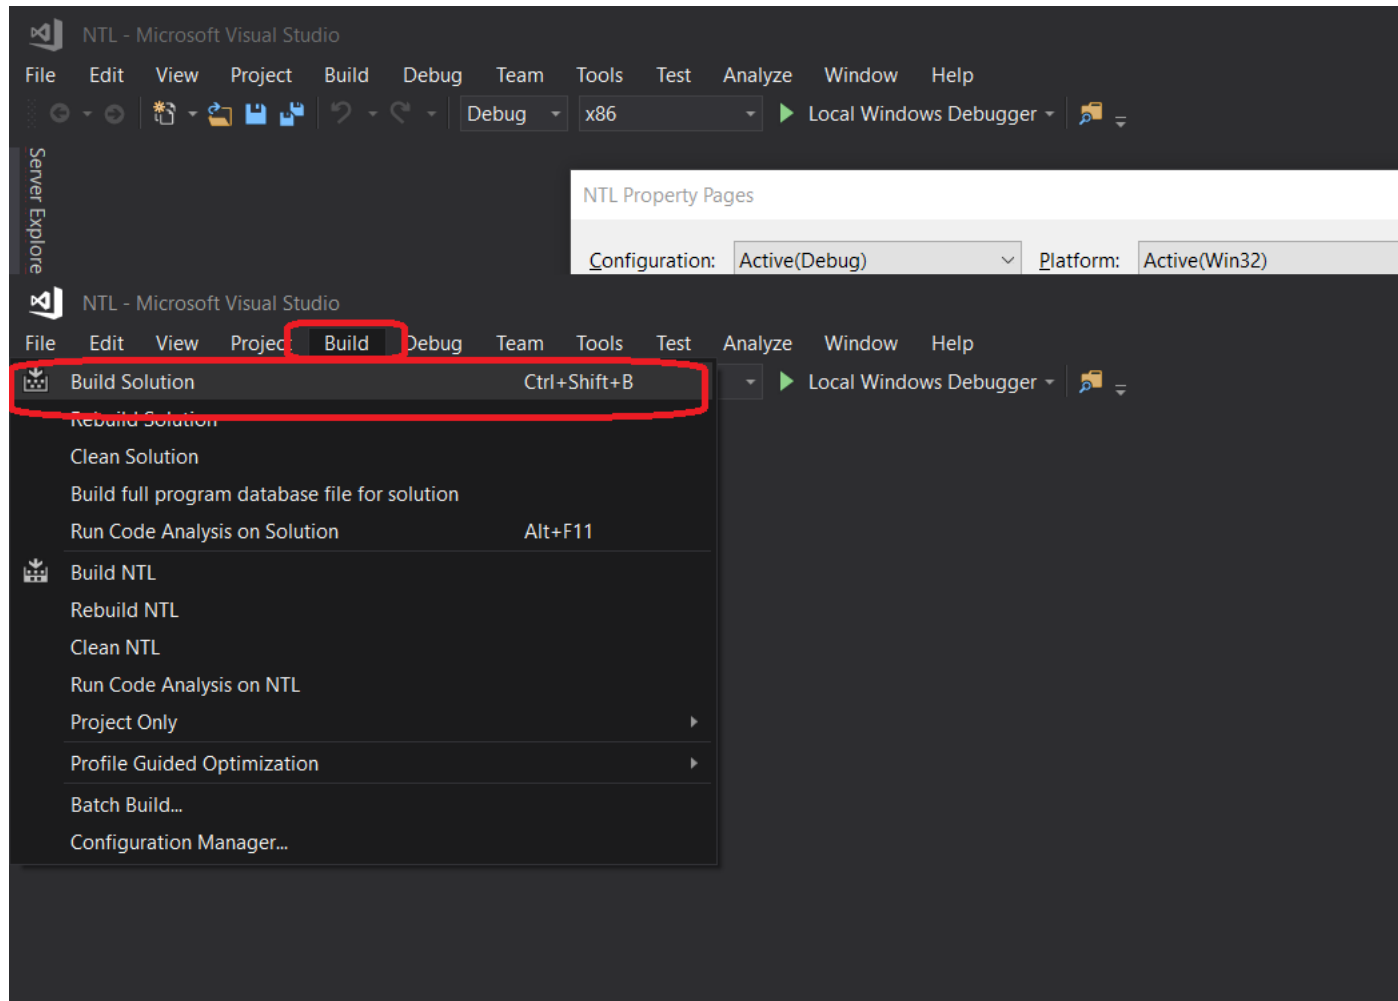 NTL - Microsoft Visual Studio
File Edit View Project Build Debug Team Tools Test Analyze Window Help
Debug x86 Local Windows Debugger
Server Explore
NTL Property Pages
Configuration: Active(Debug) Platform: Active(Win32)
NTL - Microsoft Visual Studio
File Edit View Project Build Debug Team Tools Test Analyze Window Help
Build Solution Ctrl+Shift+B Local Windows Debugger
Rebuild Solution
Clean Solution
Build full program database file for solution
Run Code Analysis on Solution Alt+F11
Build NTL
Rebuild NTL
Clean NTL
Run Code Analysis on NTL
Project Only
Profile Guided Optimization
Batch Build...
Configuration Manager...